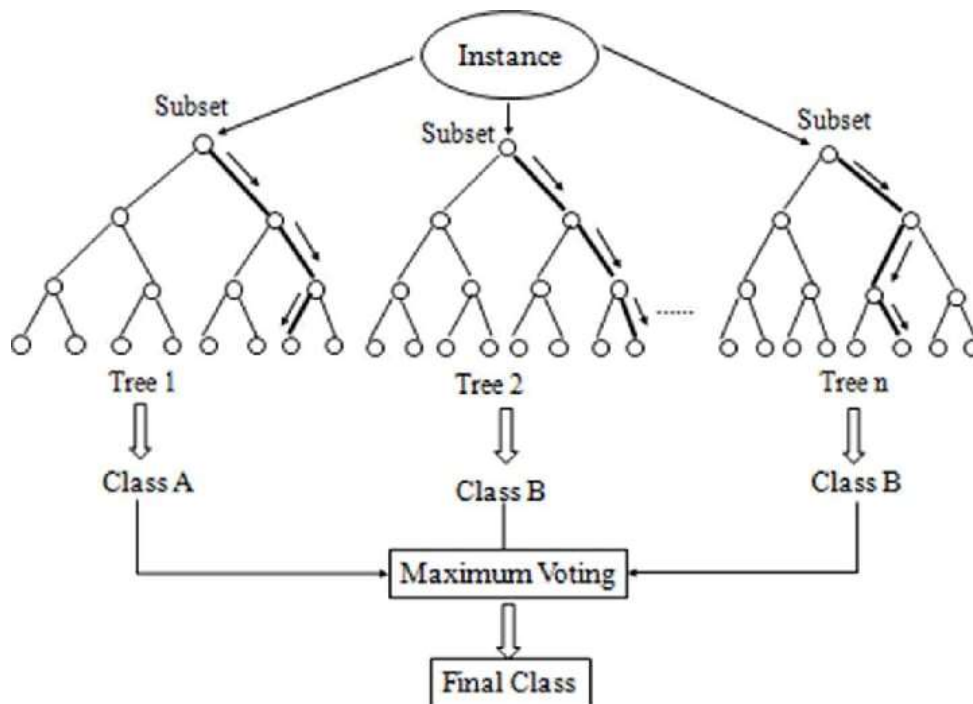 Instance
Subset
Subset
Subset
......
Tree 1
Tree 2
Tree n
Class A
Class B
Class B
Maximum Voting
Final Class